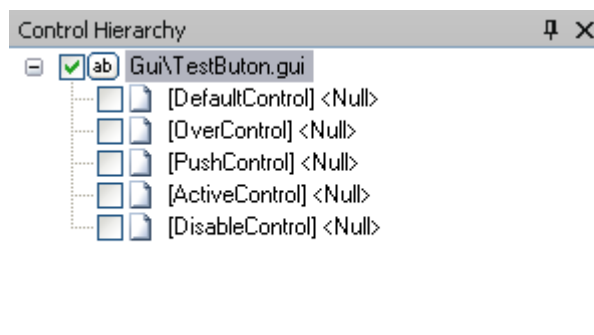 Control Hierarchy
ab Gui\TestButon.gui
[DefaultControl] <Null>
[OverControl] <Null>
[PushControl] <Null>
[ActiveControl] <Null>
[DisableControl] <Null>